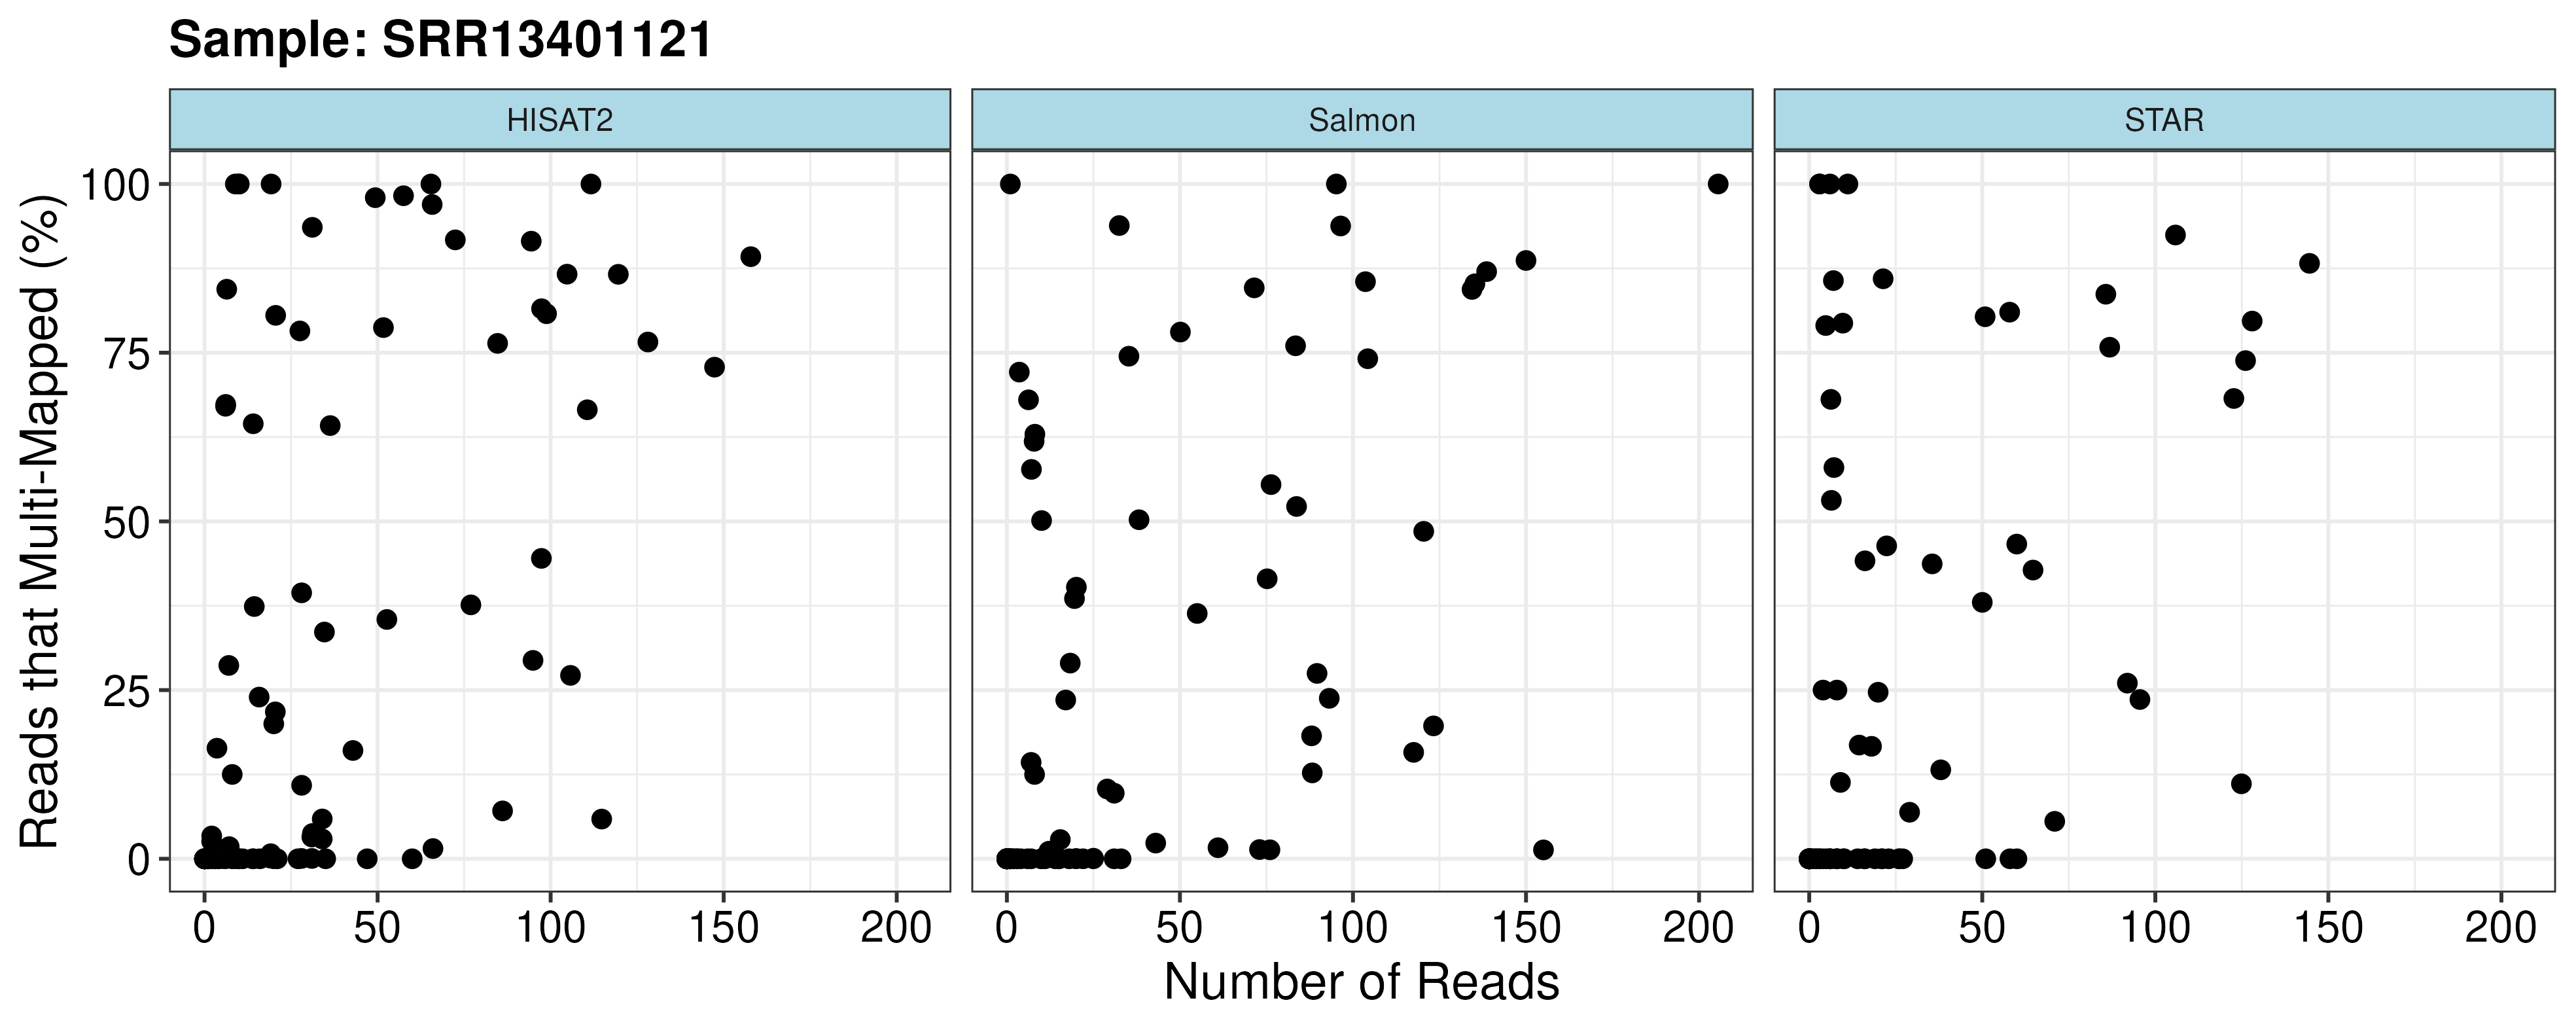 Sample: SRR13401121
HISAT2
Salmon
STAR
Reads that Multi-Mapped (%)
100
75
50
25
0
0 50 100 150 200
0 50 100 150 200
0 50 100 150 200
Number of Reads